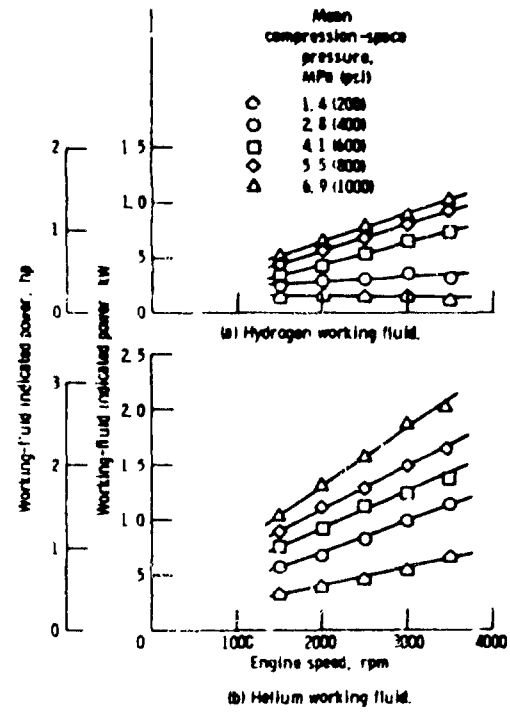 Mean
compression-space
pressure,
MPa (psi)
1.4 (200)
2.8 (400)
4.1 (600)
5.5 (800)
6.9 (1000)
2
1
0
1 5
1.0
5
0
(a) Hydrogen working fluid.
Working-fluid indicated power, hp
Working-fluid indicated power kW
3
2
1
0
2.5
2.0
1 5
1 0
5
0
1000
2000
3000
4000
Engine speed, rpm
(b) Helium working fluid.